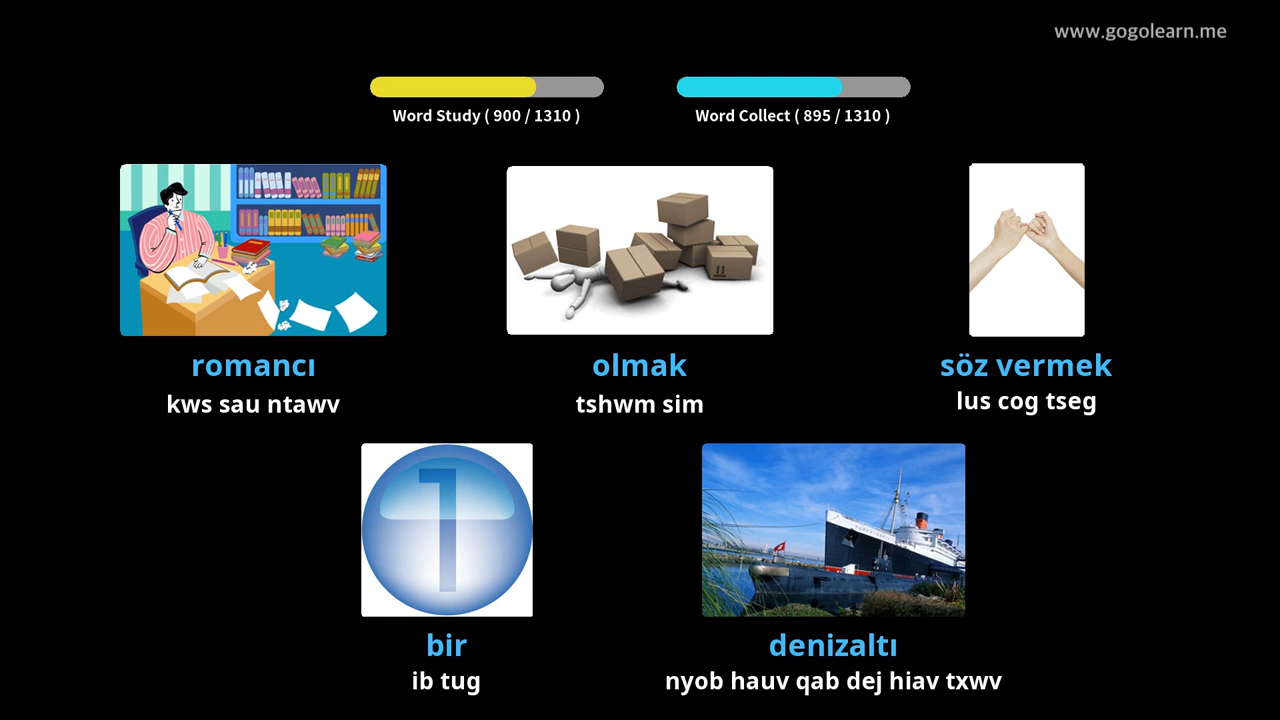 www.gogolearn.me
Word Study ( 900 / 1310 )
Word Collect ( 895 / 1310 )
romancı
kws sau ntawv
olmak
tshwm sim
söz vermek
lus cog tseg
1
bir
ib tug
denizaltı
nyob hauv qab dej hiav txwv